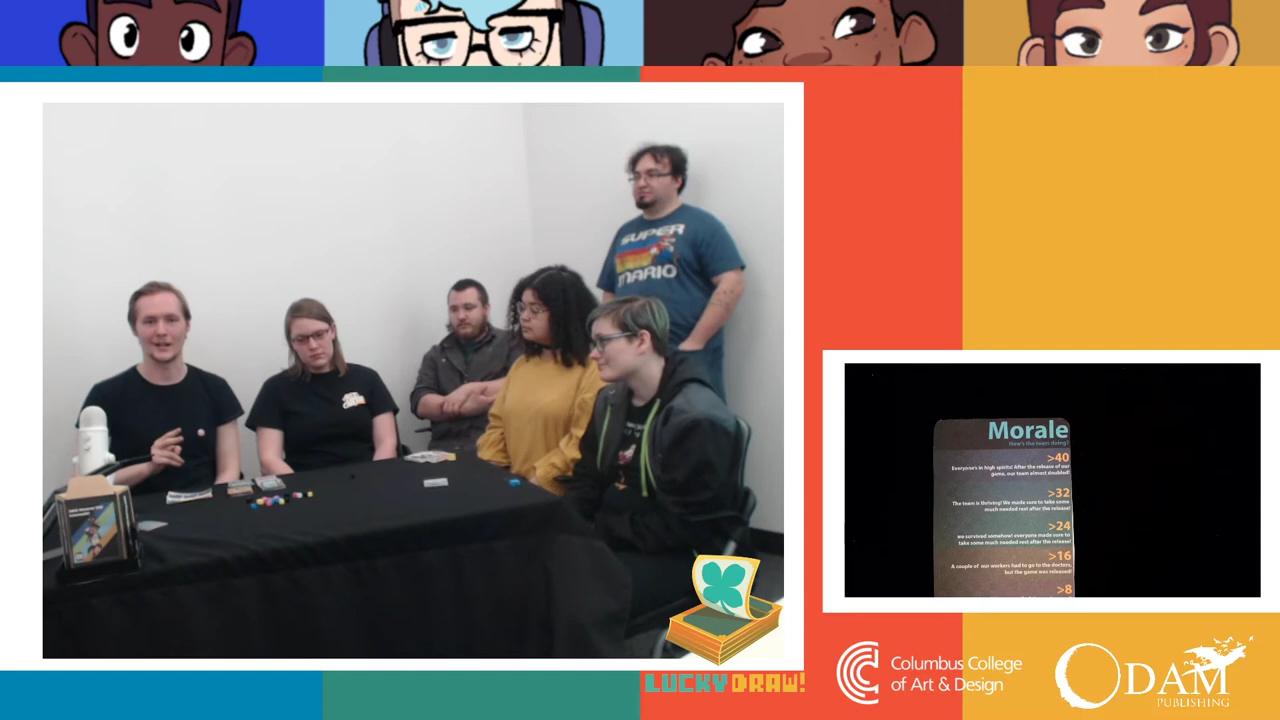 SUPER
MARIO
Morale
How's the team doing?
>40
Everyone's in high spirits! After the release of our
game, our team almost doubled!
>32
The team is thriving! We made sure to take some
much needed rest after the release!
>24
we survived somehow! everyone made sure to
take some much needed rest after the release!
>16
A couple of our workers had to go to the doctors,
but the game was released!
>8
LUCKY DRAW!
Columbus College
of Art & Design
ODAM
PUBLISHING